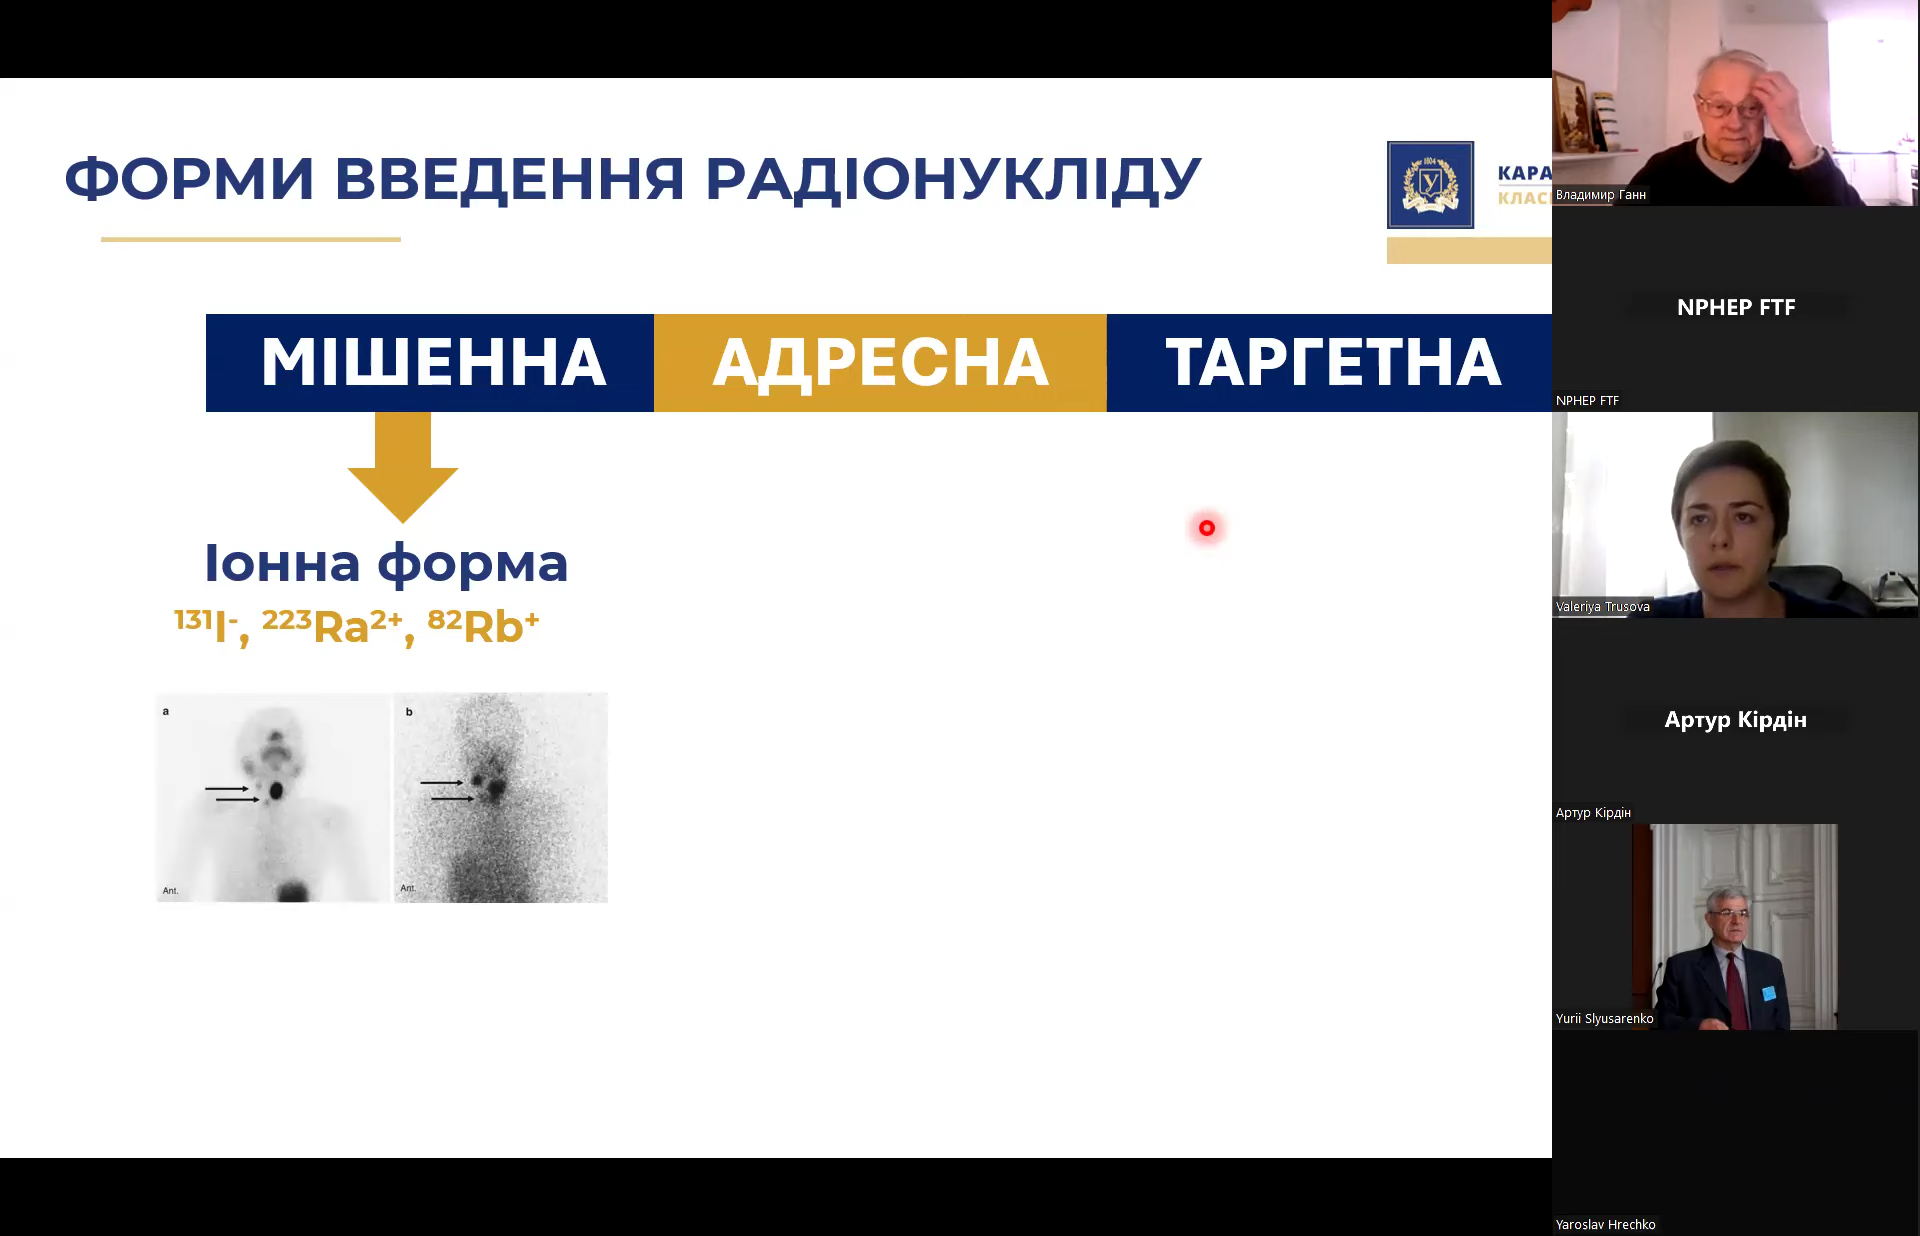 ФОРМИ ВВЕДЕННЯ РАДІОНУКЛІДУ
1804
У
КАРА
КЛАС
МІШЕННА
АДРЕСНА
ТАРГЕТНА
Іонна форма
¹³¹I⁻, ²²³Ra²⁺, ⁸²Rb⁺
a
b
Ant.
Ant.
Владимир Ганн
NPHEP FTF
NPHEP FTF
Valeriya Trusova
Артур Кірдін
Артур Кірдін
Yurii Slyusarenko
Yaroslav Hrechko